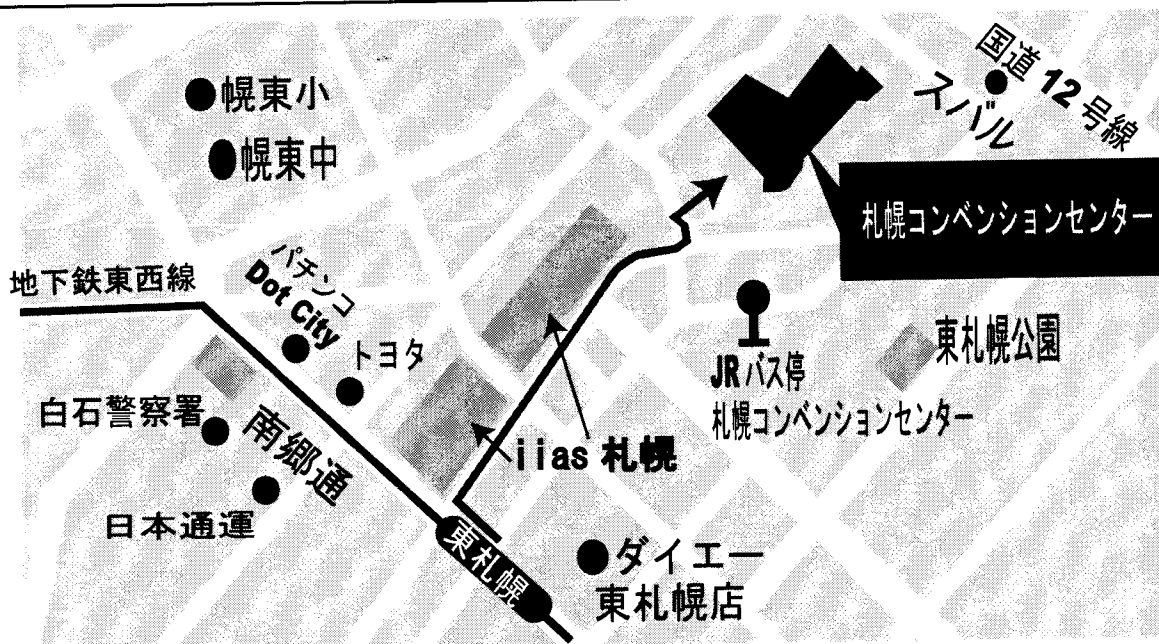 国道 12 号線
スバル
幌東小
幌東中
札幌コンベンションセンター
地下鉄東西線
パチンコ
Dot City
トヨタ
東札幌公園
JR バス停
札幌コンベンションセンター
白石警察署
南郷通
iias 札幌
日本通運
東札幌
ダイエー
東札幌店